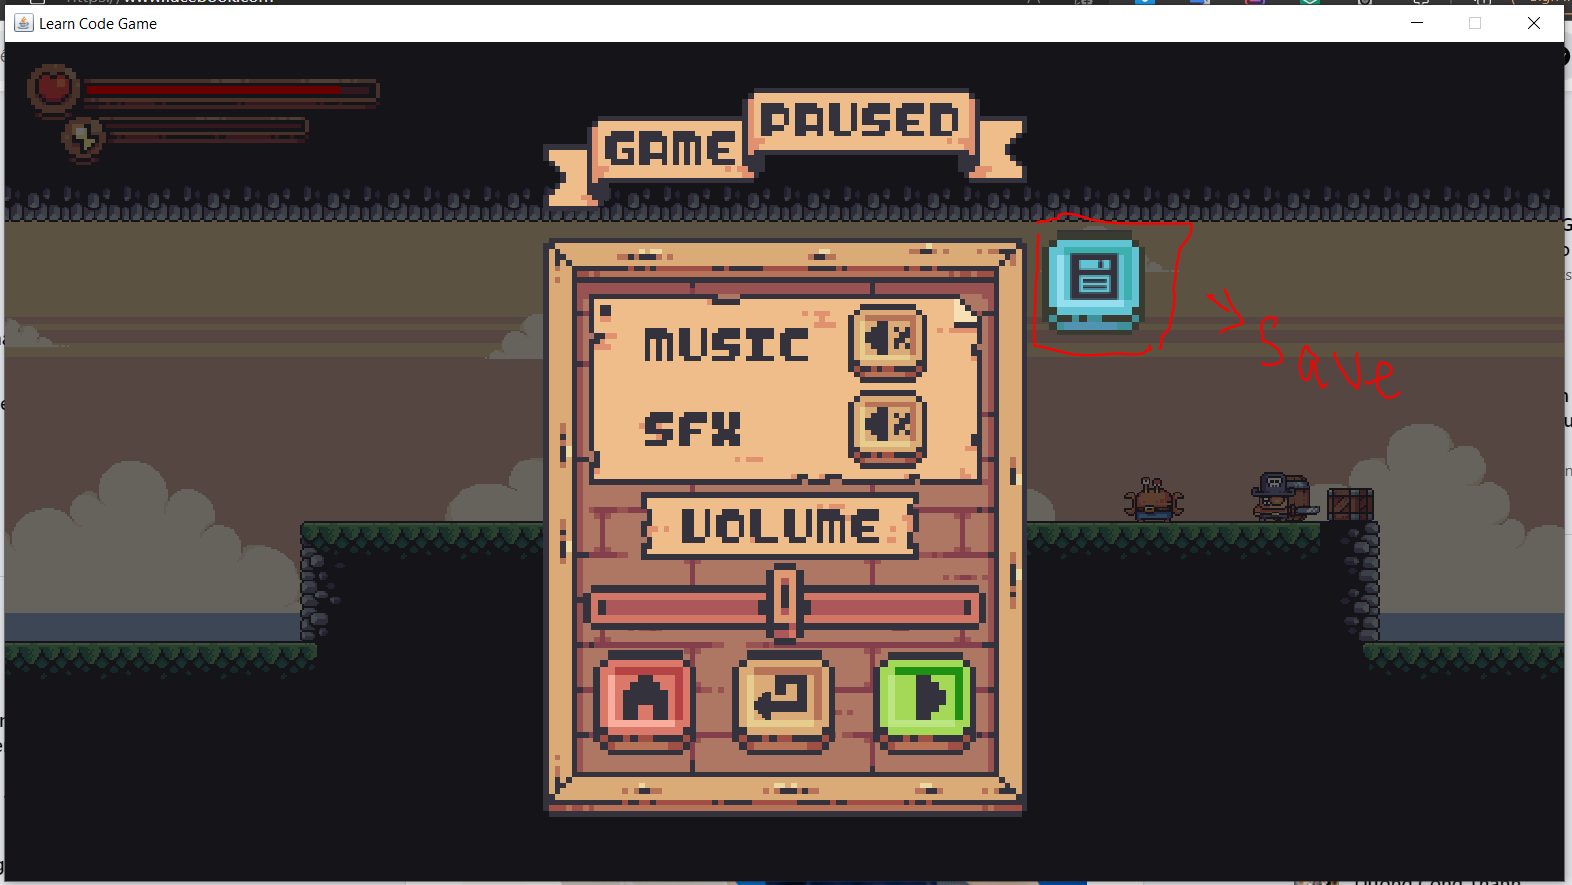 Learn Code Game
GAME PAUSED
MUSIC
SFX
Save
VOLUME